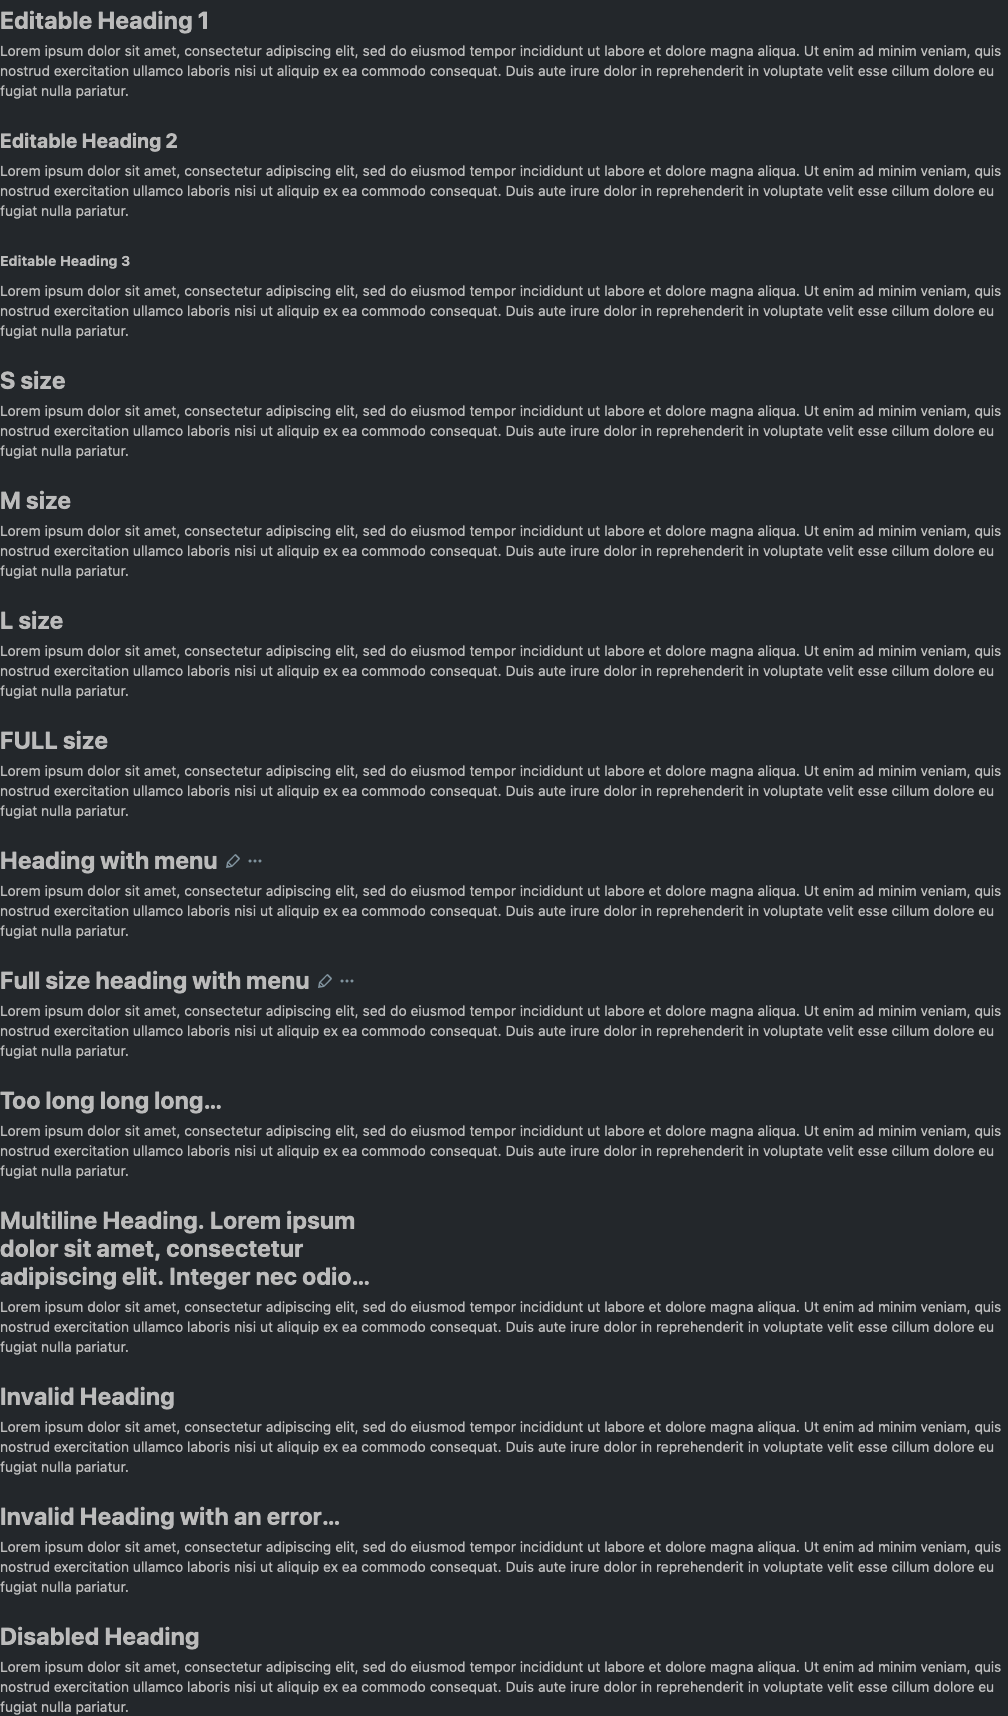 Editable Heading 1
Lorem ipsum dolor sit amet, consectetur adipiscing elit, sed do eiusmod tempor incididunt ut labore et dolore magna aliqua. Ut enim ad minim veniam, quis
nostrud exercitation ullamco laboris nisi ut aliquip ex ea commodo consequat. Duis aute irure dolor in reprehenderit in voluptate velit esse cillum dolore eu
fugiat nulla pariatur.
Editable Heading 2
Lorem ipsum dolor sit amet, consectetur adipiscing elit, sed do eiusmod tempor incididunt ut labore et dolore magna aliqua. Ut enim ad minim veniam, quis
nostrud exercitation ullamco laboris nisi ut aliquip ex ea commodo consequat. Duis aute irure dolor in reprehenderit in voluptate velit esse cillum dolore eu
fugiat nulla pariatur.
Editable Heading 3
Lorem ipsum dolor sit amet, consectetur adipiscing elit, sed do eiusmod tempor incididunt ut labore et dolore magna aliqua. Ut enim ad minim veniam, quis
nostrud exercitation ullamco laboris nisi ut aliquip ex ea commodo consequat. Duis aute irure dolor in reprehenderit in voluptate velit esse cillum dolore eu
fugiat nulla pariatur.
S size
Lorem ipsum dolor sit amet, consectetur adipiscing elit, sed do eiusmod tempor incididunt ut labore et dolore magna aliqua. Ut enim ad minim veniam, quis
nostrud exercitation ullamco laboris nisi ut aliquip ex ea commodo consequat. Duis aute irure dolor in reprehenderit in voluptate velit esse cillum dolore eu
fugiat nulla pariatur.
M size
Lorem ipsum dolor sit amet, consectetur adipiscing elit, sed do eiusmod tempor incididunt ut labore et dolore magna aliqua. Ut enim ad minim veniam, quis
nostrud exercitation ullamco laboris nisi ut aliquip ex ea commodo consequat. Duis aute irure dolor in reprehenderit in voluptate velit esse cillum dolore eu
fugiat nulla pariatur.
L size
Lorem ipsum dolor sit amet, consectetur adipiscing elit, sed do eiusmod tempor incididunt ut labore et dolore magna aliqua. Ut enim ad minim veniam, quis
nostrud exercitation ullamco laboris nisi ut aliquip ex ea commodo consequat. Duis aute irure dolor in reprehenderit in voluptate velit esse cillum dolore eu
fugiat nulla pariatur.
FULL size
Lorem ipsum dolor sit amet, consectetur adipiscing elit, sed do eiusmod tempor incididunt ut labore et dolore magna aliqua. Ut enim ad minim veniam, quis
nostrud exercitation ullamco laboris nisi ut aliquip ex ea commodo consequat. Duis aute irure dolor in reprehenderit in voluptate velit esse cillum dolore eu
fugiat nulla pariatur.
Heading with menu
Lorem ipsum dolor sit amet, consectetur adipiscing elit, sed do eiusmod tempor incididunt ut labore et dolore magna aliqua. Ut enim ad minim veniam, quis
nostrud exercitation ullamco laboris nisi ut aliquip ex ea commodo consequat. Duis aute irure dolor in reprehenderit in voluptate velit esse cillum dolore eu
fugiat nulla pariatur.
Full size heading with menu
Lorem ipsum dolor sit amet, consectetur adipiscing elit, sed do eiusmod tempor incididunt ut labore et dolore magna aliqua. Ut enim ad minim veniam, quis
nostrud exercitation ullamco laboris nisi ut aliquip ex ea commodo consequat. Duis aute irure dolor in reprehenderit in voluptate velit esse cillum dolore eu
fugiat nulla pariatur.
Too long long long…
Lorem ipsum dolor sit amet, consectetur adipiscing elit, sed do eiusmod tempor incididunt ut labore et dolore magna aliqua. Ut enim ad minim veniam, quis
nostrud exercitation ullamco laboris nisi ut aliquip ex ea commodo consequat. Duis aute irure dolor in reprehenderit in voluptate velit esse cillum dolore eu
fugiat nulla pariatur.
Multiline Heading. Lorem ipsum
dolor sit amet, consectetur
adipiscing elit. Integer nec odio…
Lorem ipsum dolor sit amet, consectetur adipiscing elit, sed do eiusmod tempor incididunt ut labore et dolore magna aliqua. Ut enim ad minim veniam, quis
nostrud exercitation ullamco laboris nisi ut aliquip ex ea commodo consequat. Duis aute irure dolor in reprehenderit in voluptate velit esse cillum dolore eu
fugiat nulla pariatur.
Invalid Heading
Lorem ipsum dolor sit amet, consectetur adipiscing elit, sed do eiusmod tempor incididunt ut labore et dolore magna aliqua. Ut enim ad minim veniam, quis
nostrud exercitation ullamco laboris nisi ut aliquip ex ea commodo consequat. Duis aute irure dolor in reprehenderit in voluptate velit esse cillum dolore eu
fugiat nulla pariatur.
Invalid Heading with an error…
Lorem ipsum dolor sit amet, consectetur adipiscing elit, sed do eiusmod tempor incididunt ut labore et dolore magna aliqua. Ut enim ad minim veniam, quis
nostrud exercitation ullamco laboris nisi ut aliquip ex ea commodo consequat. Duis aute irure dolor in reprehenderit in voluptate velit esse cillum dolore eu
fugiat nulla pariatur.
Disabled Heading
Lorem ipsum dolor sit amet, consectetur adipiscing elit, sed do eiusmod tempor incididunt ut labore et dolore magna aliqua. Ut enim ad minim veniam, quis
nostrud exercitation ullamco laboris nisi ut aliquip ex ea commodo consequat. Duis aute irure dolor in reprehenderit in voluptate velit esse cillum dolore eu
fugiat nulla pariatur.